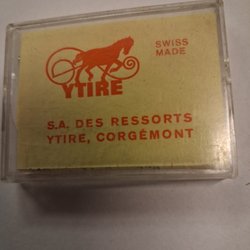 SWISS
MADE
YTIRE
S.A. DES RESSORTS
YTIRE, CORGÉMONT